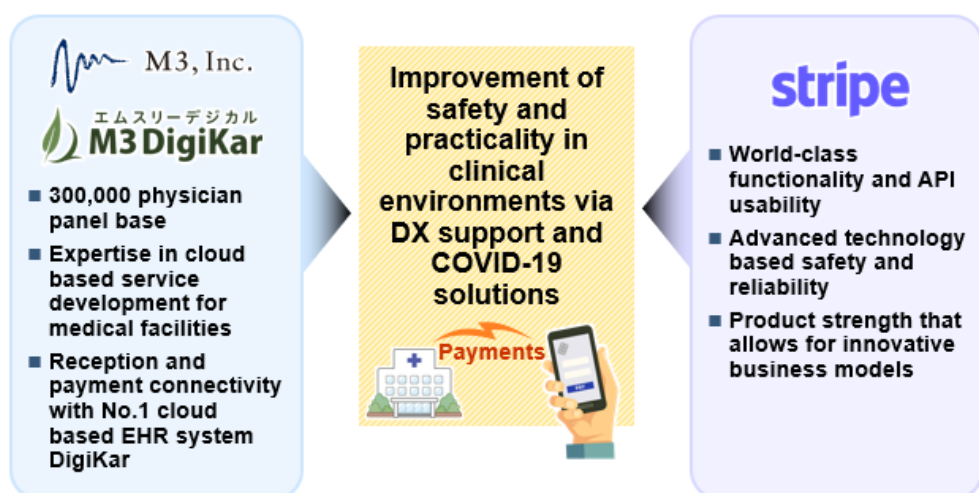 M3, Inc.
エムスリーデジカル
M3 DigiKar
■ 300,000 physician
panel base
■ Expertise in cloud
based service
development for
medical facilities
■ Reception and
payment connectivity
with No.1 cloud
based EHR system
DigiKar
Improvement of
safety and
practicality in
clinical
environments via
DX support and
COVID-19
solutions
Payments
stripe
■ World-class
functionality and API
usability
■ Advanced technology
based safety and
reliability
■ Product strength that
allows for innovative
business models